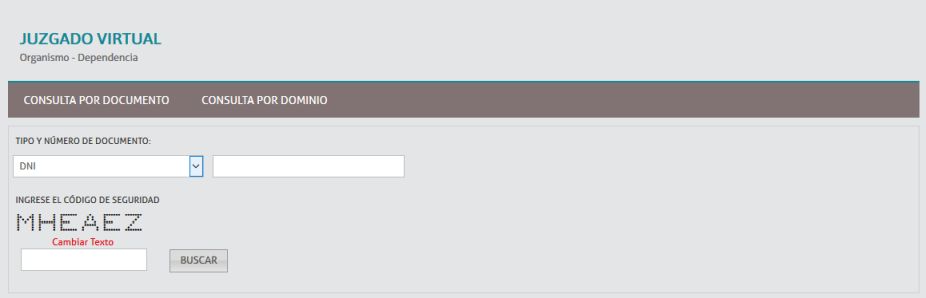 JUZGADO VIRTUAL
Organismo - Dependencia
CONSULTA POR DOCUMENTO CONSULTA POR DOMINIO
TIPO Y NÚMERO DE DOCUMENTO:
DNI
INGRESE EL CÓDIGO DE SEGURIDAD
MHEAEZ
Cambiar Texto
BUSCAR